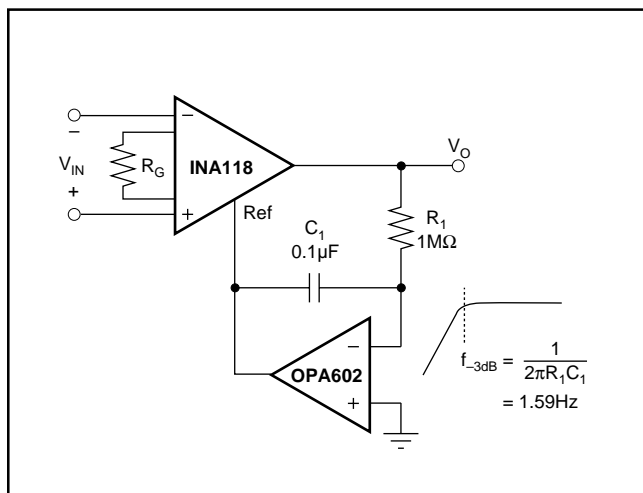 –
V_IN
+
R_G
–
INA118
+
Ref
V_O
C_1
0.1µF
R_1
1MΩ
–
OPA602
+
f_–3dB = 1 / 2πR_1C_1
= 1.59Hz